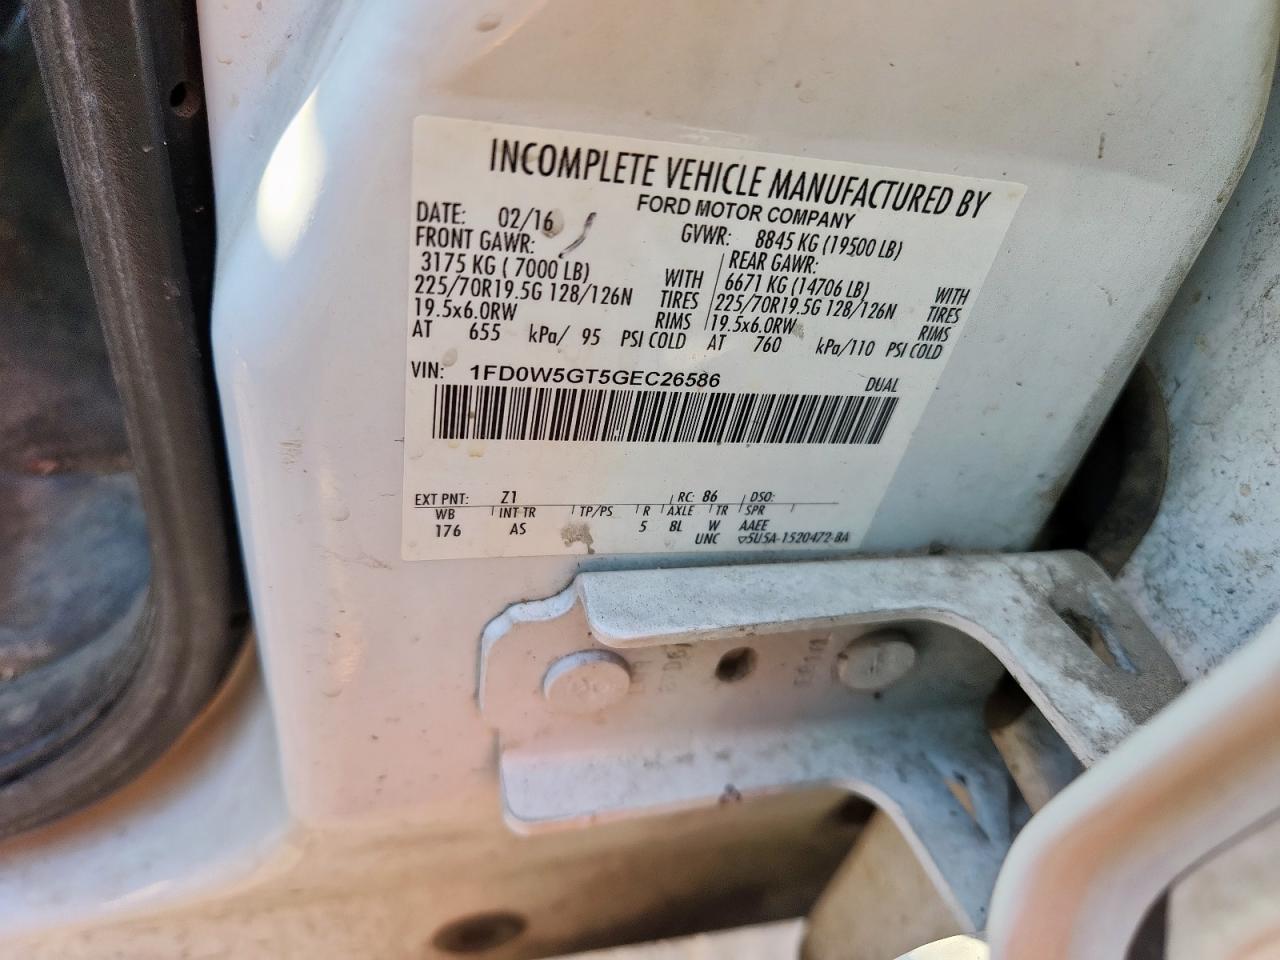 INCOMPLETE VEHICLE MANUFACTURED BY
FORD MOTOR COMPANY
DATE: 02/16 GVWR: 8845 KG (19500 LB)
FRONT GAWR: REAR GAWR:
3175 KG ( 7000 LB) WITH 6671 KG (14706 LB) WITH
225/70R19.5G 128/126N TIRES 225/70R19.5G 128/126N TIRES
19.5x6.0RW RIMS 19.5x6.0RW RIMS
AT 655 kPa/ 95 PSI COLD AT 760 kPa/110 PSI COLD
VIN: 1FD0W5GT5GEC26586 DUAL
EXT PNT: Z1 RC: 86 DSO:
WB INT TR TP/PS R AXLE TR SPR
176 AS 5 8L W AAEE
UNC 5U5A-1520472-BA